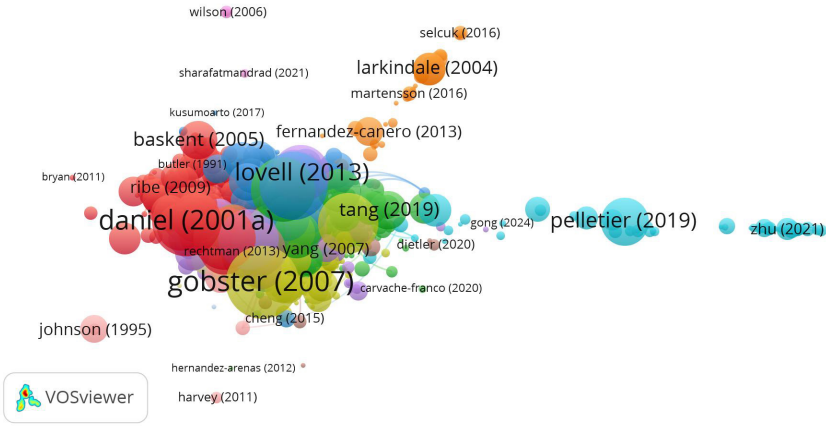 wilson (2006)
selcuk (2016)
larkindale (2004)
sharafatmandrad (2021)
martensson (2016)
kusumoarto (2017)
fernandez-canero (2013)
baskent (2005)
butler (1991)
lovell (2013)
bryan (2011)
ribe (2009)
tang (2019)
daniel (2001a)
gong (2024)
pelletier (2019)
zhu (2021)
rechtman (2013)
yang (2007)
dietler (2020)
gobster (2007)
carvache-franco (2020)
cheng (2015)
johnson (1995)
hernandez-arenas (2012)
harvey (2011)
VOSviewer